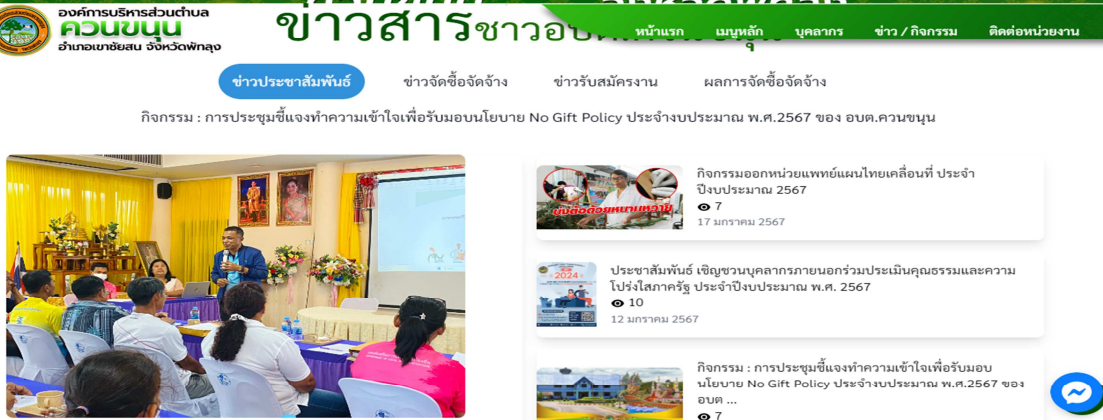 องค์การบริหารส่วนตำบล
ควนขนุน
อำเภอเขาชัยสน จังหวัดพัทลุง
ข่าวสารชาวอบ
หน้าแรก เมนูหลัก บุคลากร ข่าว / กิจกรรม ติดต่อหน่วยงาน
ข่าวประชาสัมพันธ์ ข่าวจัดซื้อจัดจ้าง ข่าวรับสมัครงาน ผลการจัดซื้อจัดจ้าง
กิจกรรม : การประชุมชี้แจงทำความเข้าใจเพื่อรับมอบนโยบาย No Gift Policy ประจำงบประมาณ พ.ศ.2567 ของ อบต.ควนขนุน
กิจกรรมออกหน่วยแพทย์แผนไทยเคลื่อนที่ ประจำ
ปีงบประมาณ 2567
7
17 มกราคม 2567
บ่งต้อด้วยหนามหวาย
2024
ประชาสัมพันธ์ เชิญชวนบุคลากรภายนอกร่วมประเมินคุณธรรมและความ
โปร่งใสภาครัฐ ประจำปีงบประมาณ พ.ศ. 2567
10
12 มกราคม 2567
กิจกรรม : การประชุมชี้แจงทำความเข้าใจเพื่อรับมอบ
นโยบาย No Gift Policy ประจำงบประมาณ พ.ศ.2567 ของ
อบต ...
7